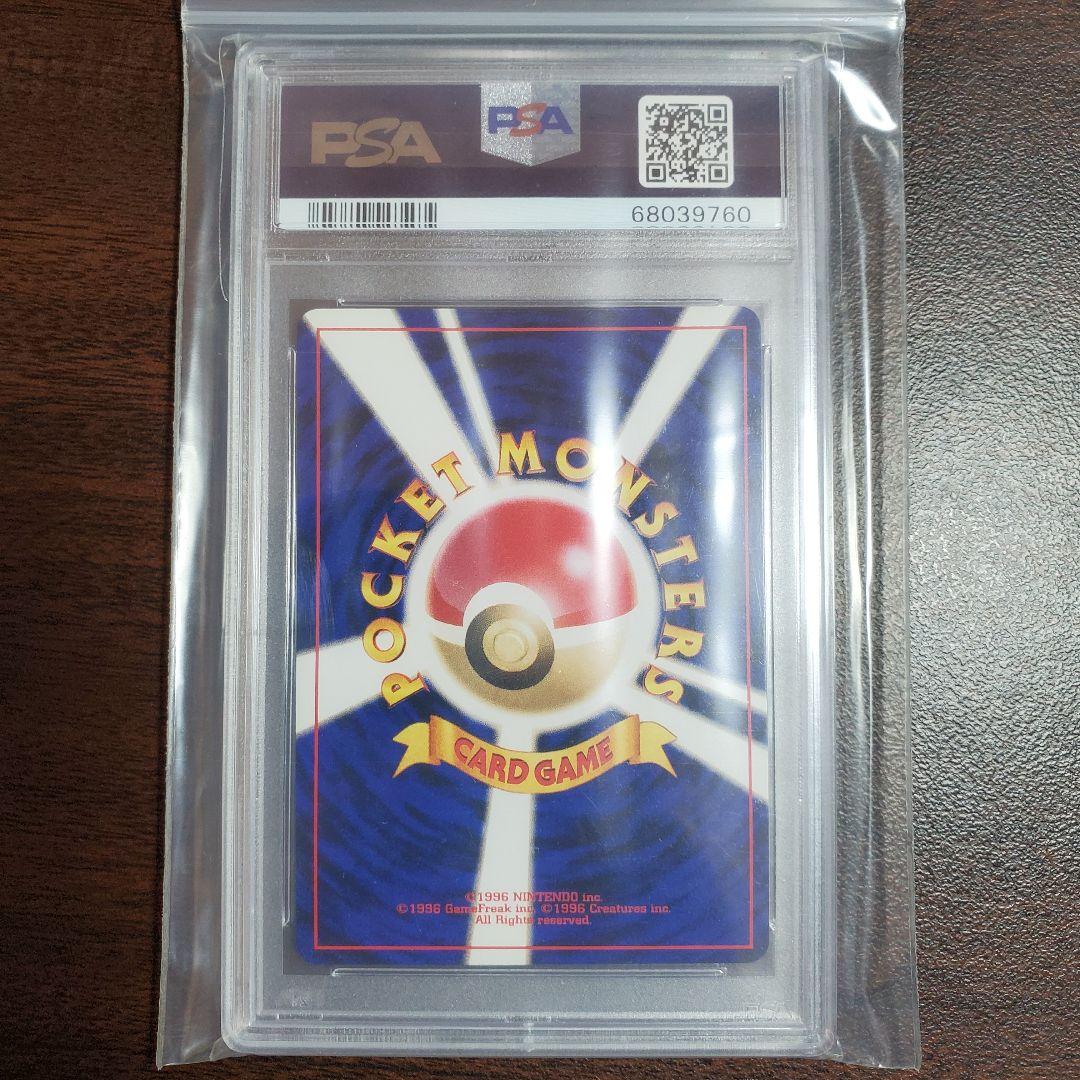 PSA
PSA
68039760
POCKET MONSTERS
CARD GAME
©1996 NINTENDO inc.
©1996 GameFreak inc. ©1996 Creatures inc.
All Rights reserved.